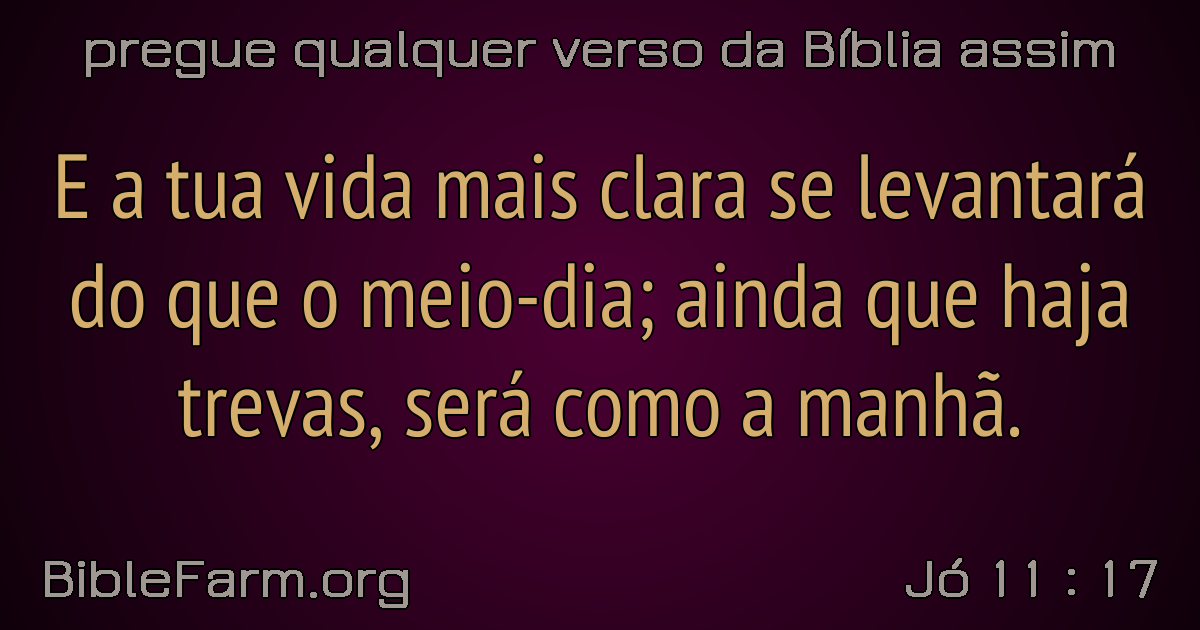 pregue qualquer verso da Bíblia assim
E a tua vida mais clara se levantará
do que o meio-dia; ainda que haja
trevas, será como a manhã.
BibleFarm.org
Jó 11 : 17